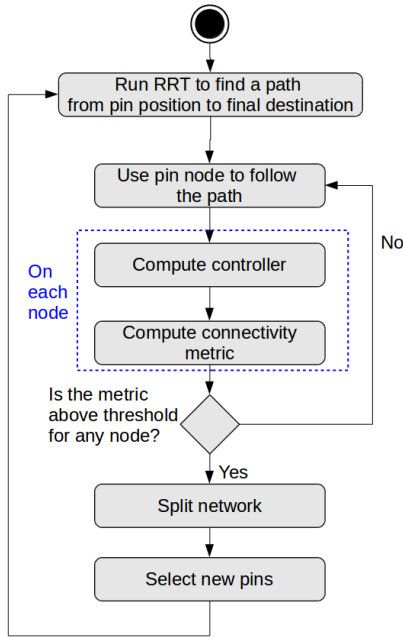 Run RRT to find a path
from pin position to final destination
Use pin node to follow
the path
No
On
each
node
Compute controller
Compute connectivity
metric
Is the metric
above threshold
for any node?
Yes
Split network
Select new pins